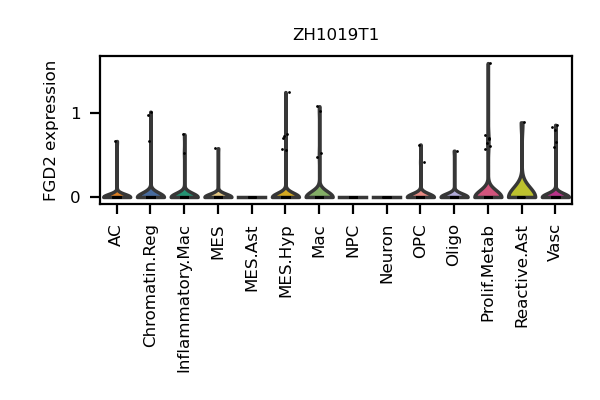 ZH1019T1
FGD2 expression
1
0
AC
Chromatin.Reg
Inflammatory.Mac
MES
MES.Ast
MES.Hyp
Mac
NPC
Neuron
OPC
Oligo
Prolif.Metab
Reactive.Ast
Vasc